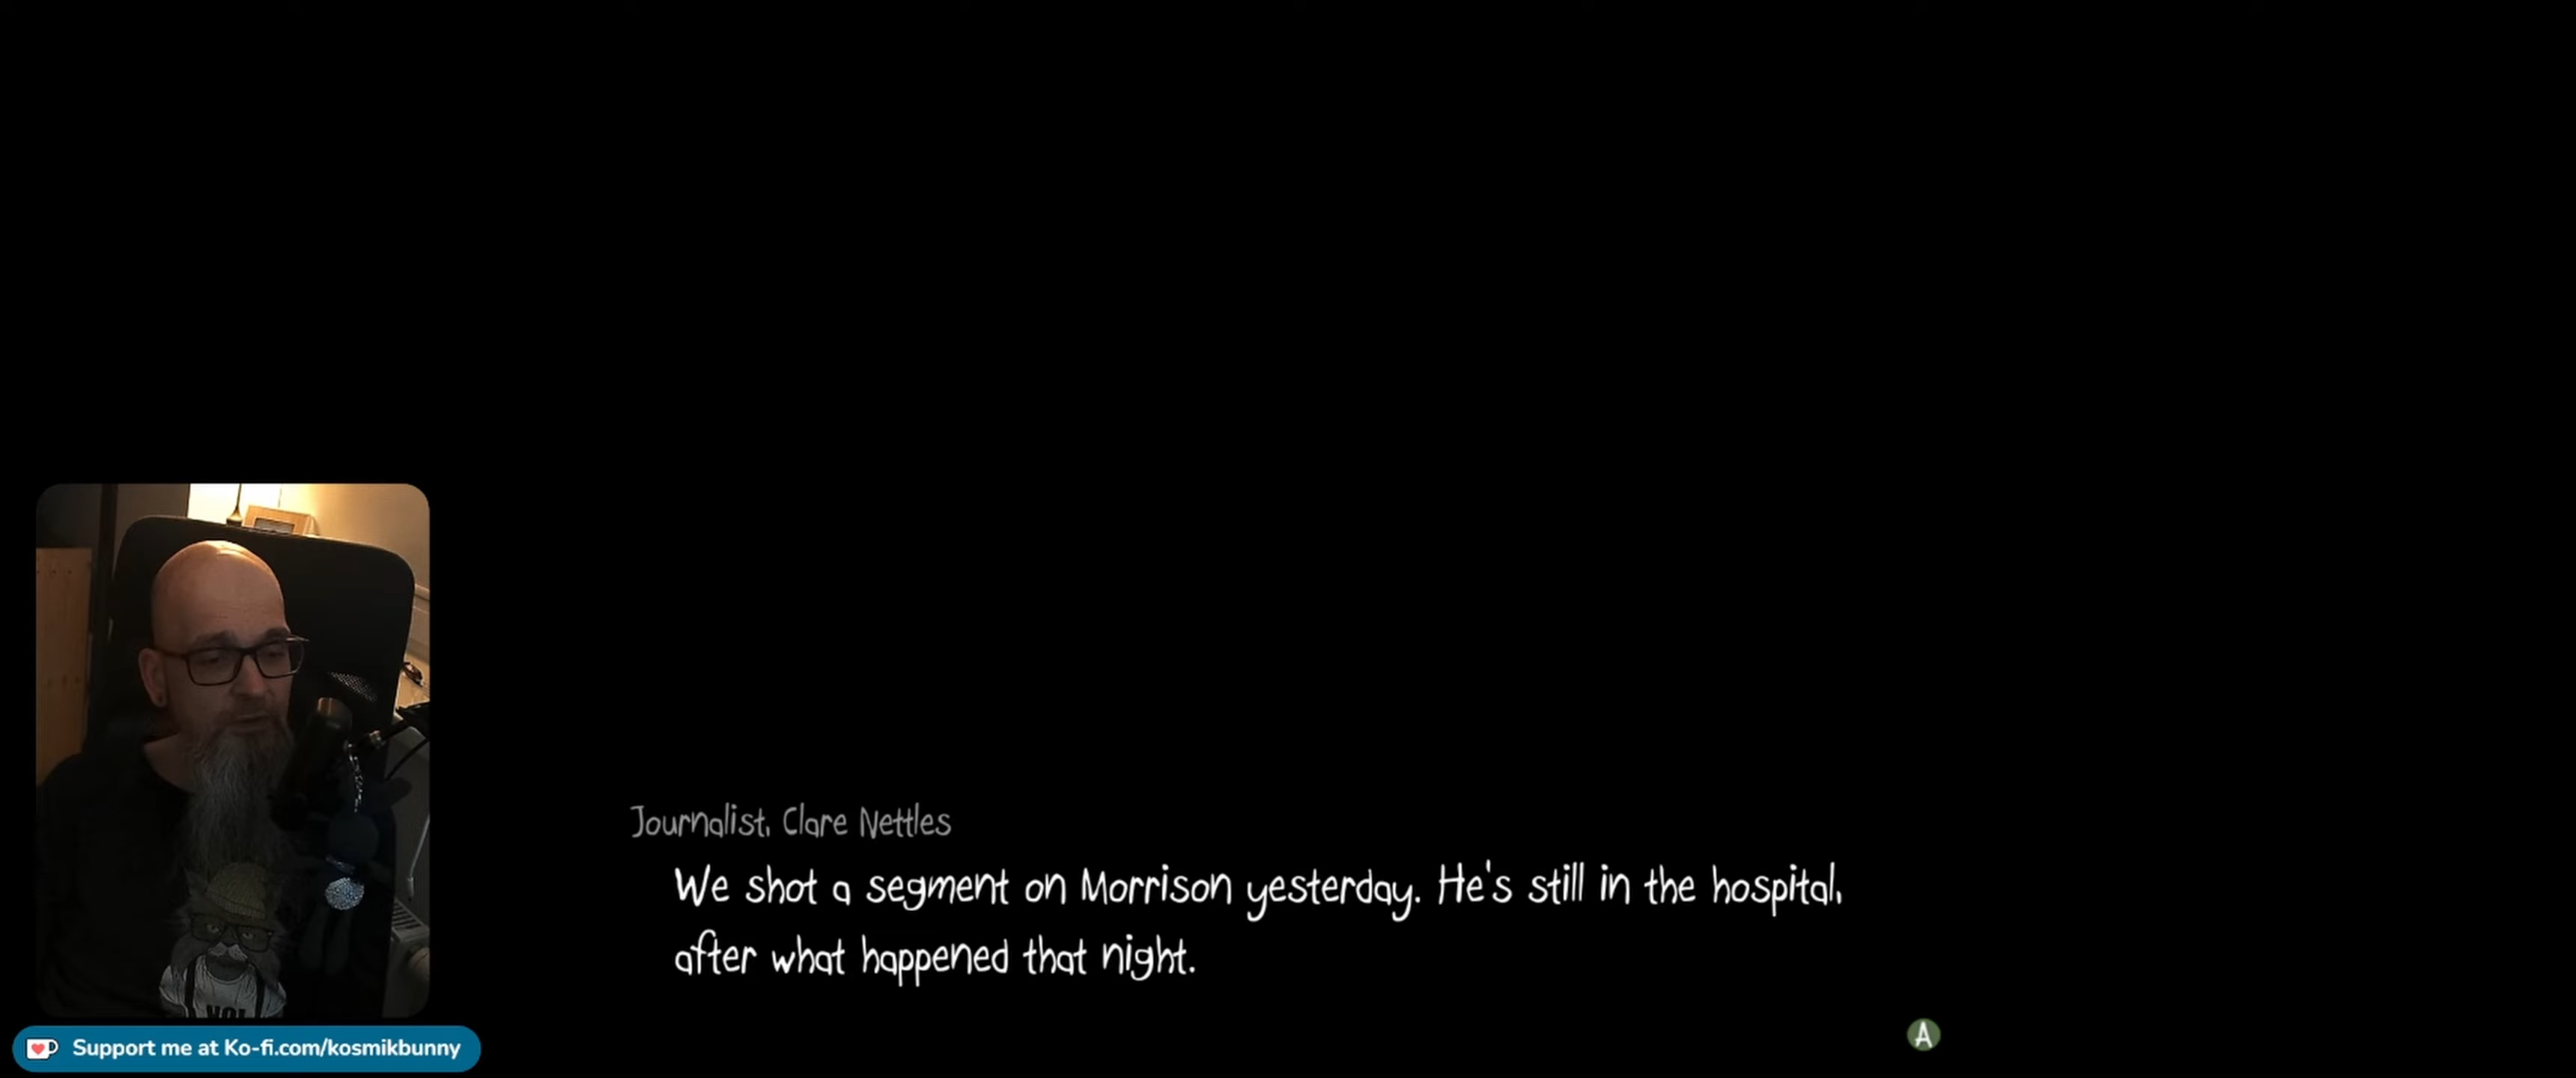 Journalist, Clare Nettles
We shot a segment on Morrison yesterday. He's still in the hospital,
after what happened that night.
A
Support me at Ko-fi.com/kosmikbunny